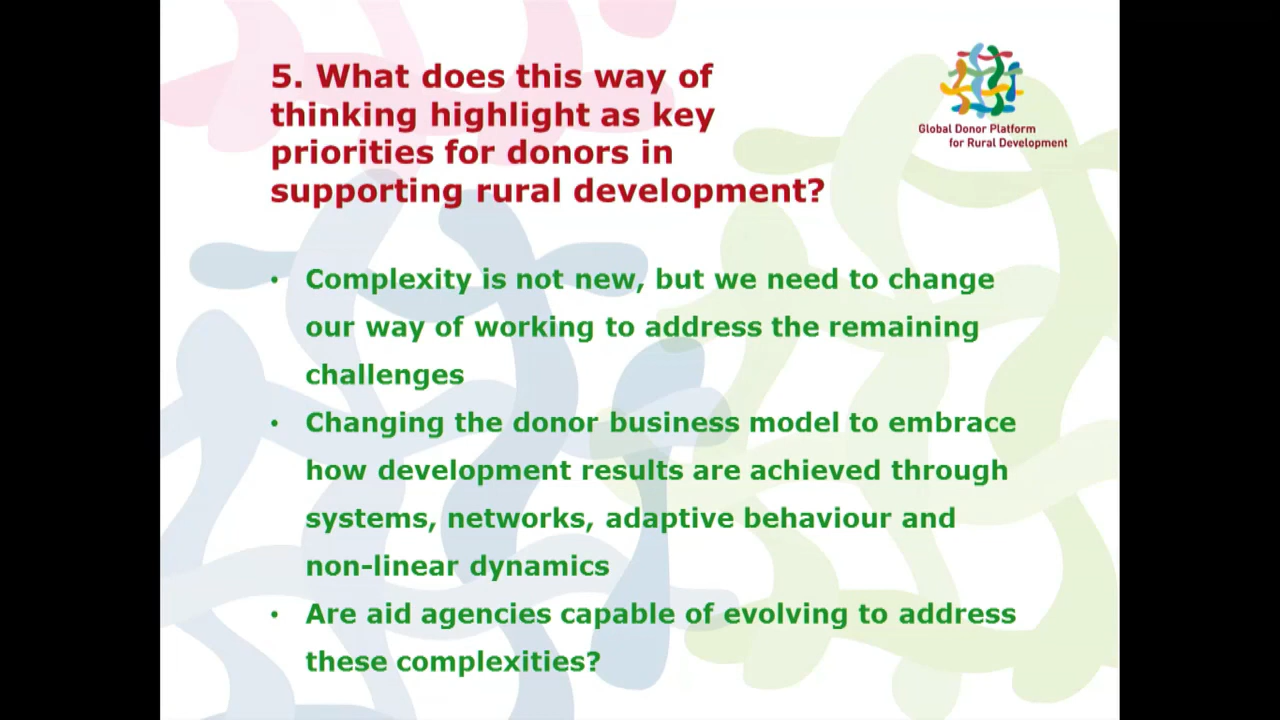 5. What does this way of
thinking highlight as key
priorities for donors in
supporting rural development?
Global Donor Platform
for Rural Development
• Complexity is not new, but we need to change
our way of working to address the remaining
challenges
• Changing the donor business model to embrace
how development results are achieved through
systems, networks, adaptive behaviour and
non-linear dynamics
• Are aid agencies capable of evolving to address
these complexities?